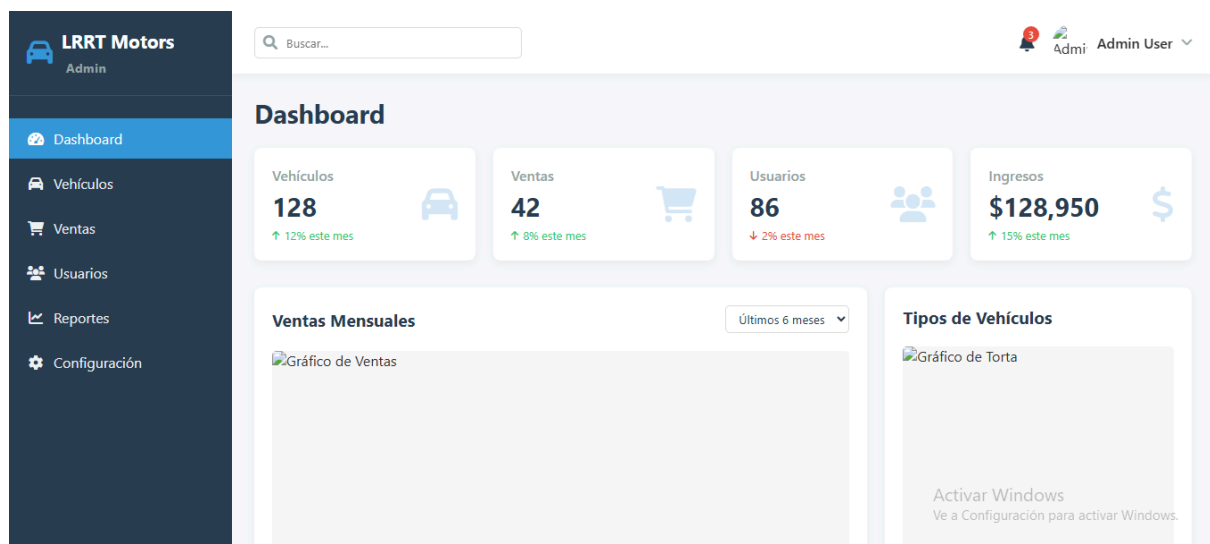 LRRT Motors
Admin
Dashboard
Vehículos
Ventas
Usuarios
Reportes
Configuración
Buscar...
3
Admi
Admin User
Dashboard
Vehículos
128
↑ 12% este mes
Ventas
42
↑ 8% este mes
Usuarios
86
↓ 2% este mes
Ingresos
$128,950
↑ 15% este mes
$
Ventas Mensuales
Últimos 6 meses
Gráfico de Ventas
Tipos de Vehículos
Gráfico de Torta
Activar Windows
Ve a Configuración para activar Windows.